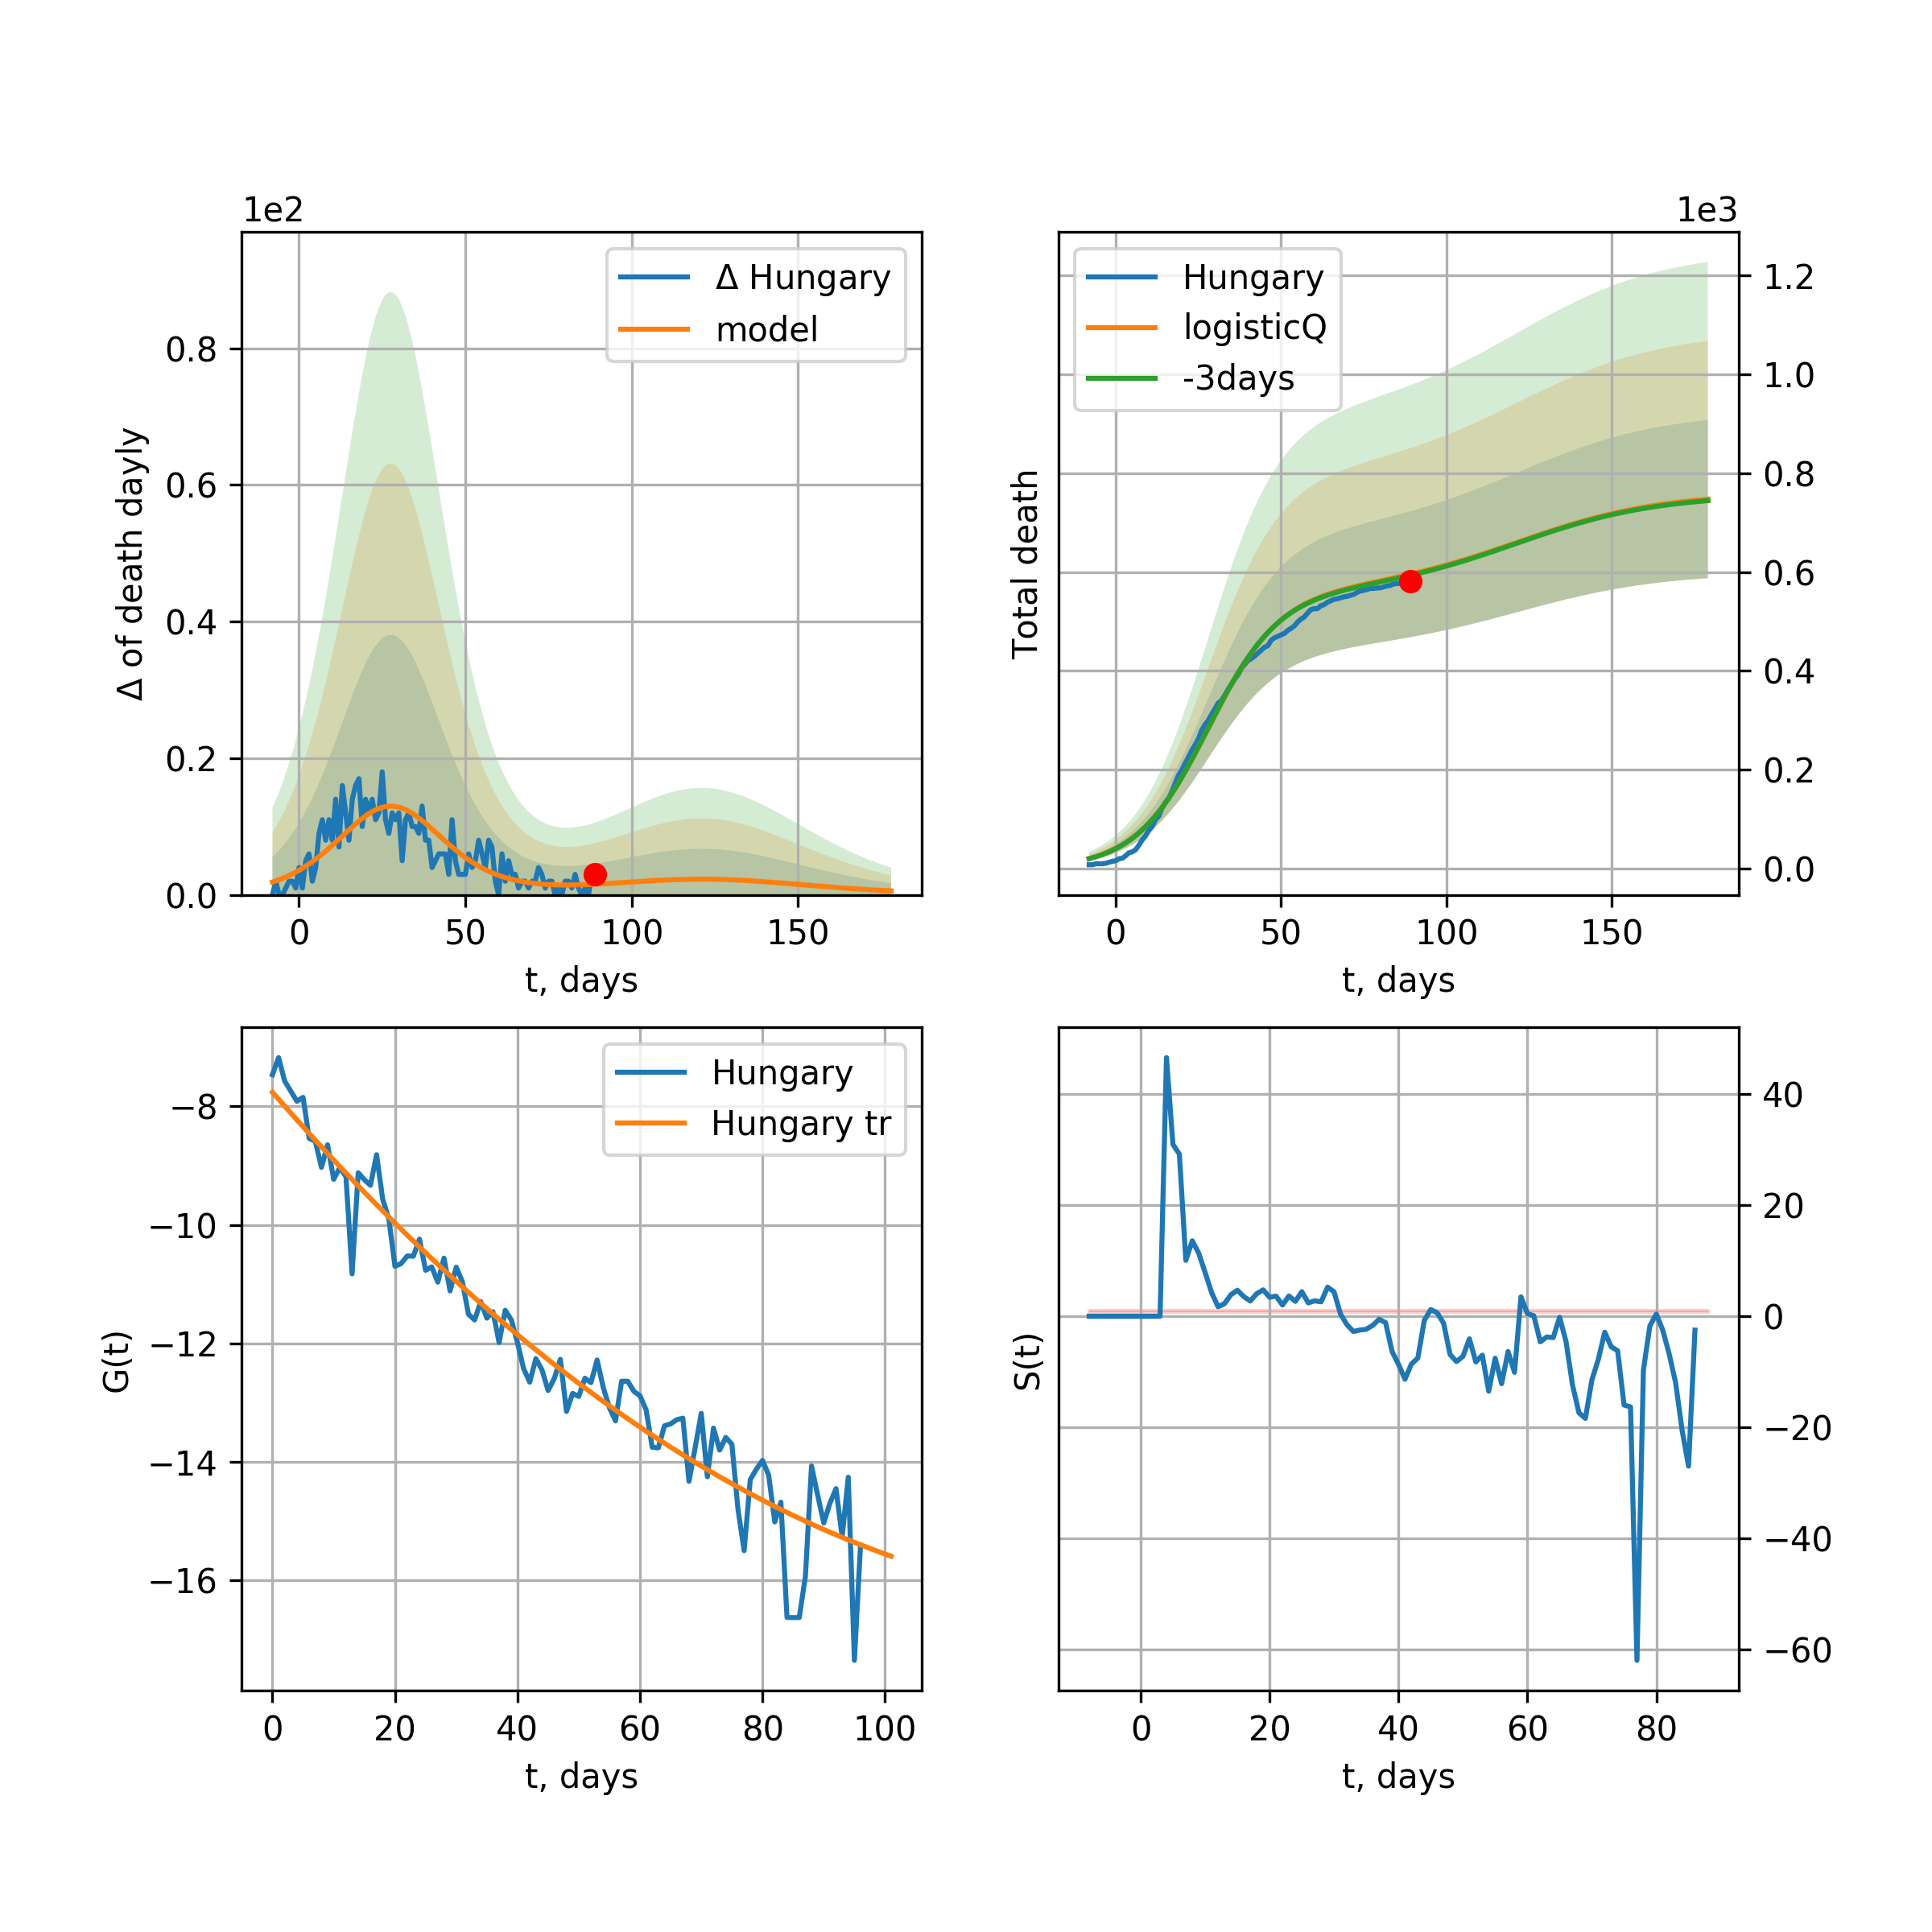 1e2
Δ Hungary
model
0.8
0.6
0.4
0.2
0.0
Δ of death dayly
0 50 100 150
t, days
1e3
Hungary
logisticQ
-3days
1.2
1.0
0.8
0.6
0.4
0.2
0.0
Total death
0 50 100 150
t, days
Hungary
Hungary tr
−8
−10
−12
−14
−16
G(t)
0 20 40 60 80 100
t, days
40
20
0
−20
−40
−60
S(t)
0 20 40 60 80
t, days